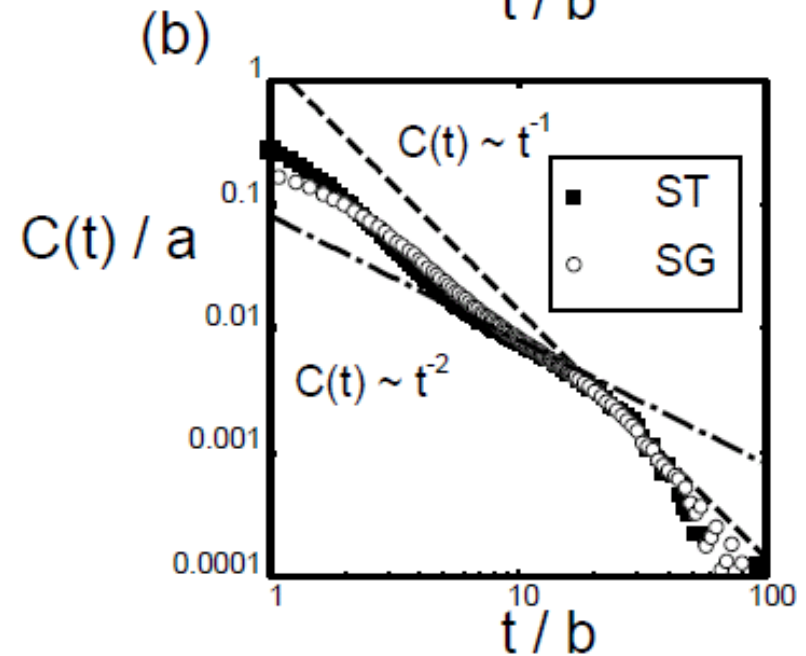 t / b
(b)
1
C(t) ~ t^-1
ST
0.1
C(t) / a
SG
0.01
C(t) ~ t^-2
0.001
0.0001
1 10 100
t / b